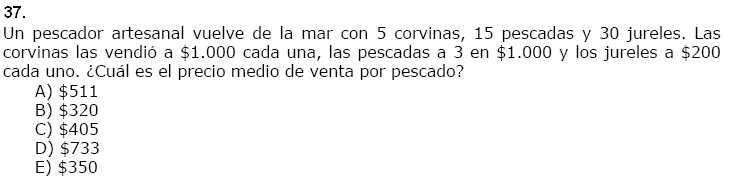 37.
Un pescador artesanal vuelve de la mar con 5 corvinas, 15 pescadas y 30 jureles. Las
corvinas las vendió a $1.000 cada una, las pescadas a 3 en $1.000 y los jureles a $200
cada uno. ¿Cuál es el precio medio de venta por pescado?
A) $511
B) $320
C) $405
D) $733
E) $350